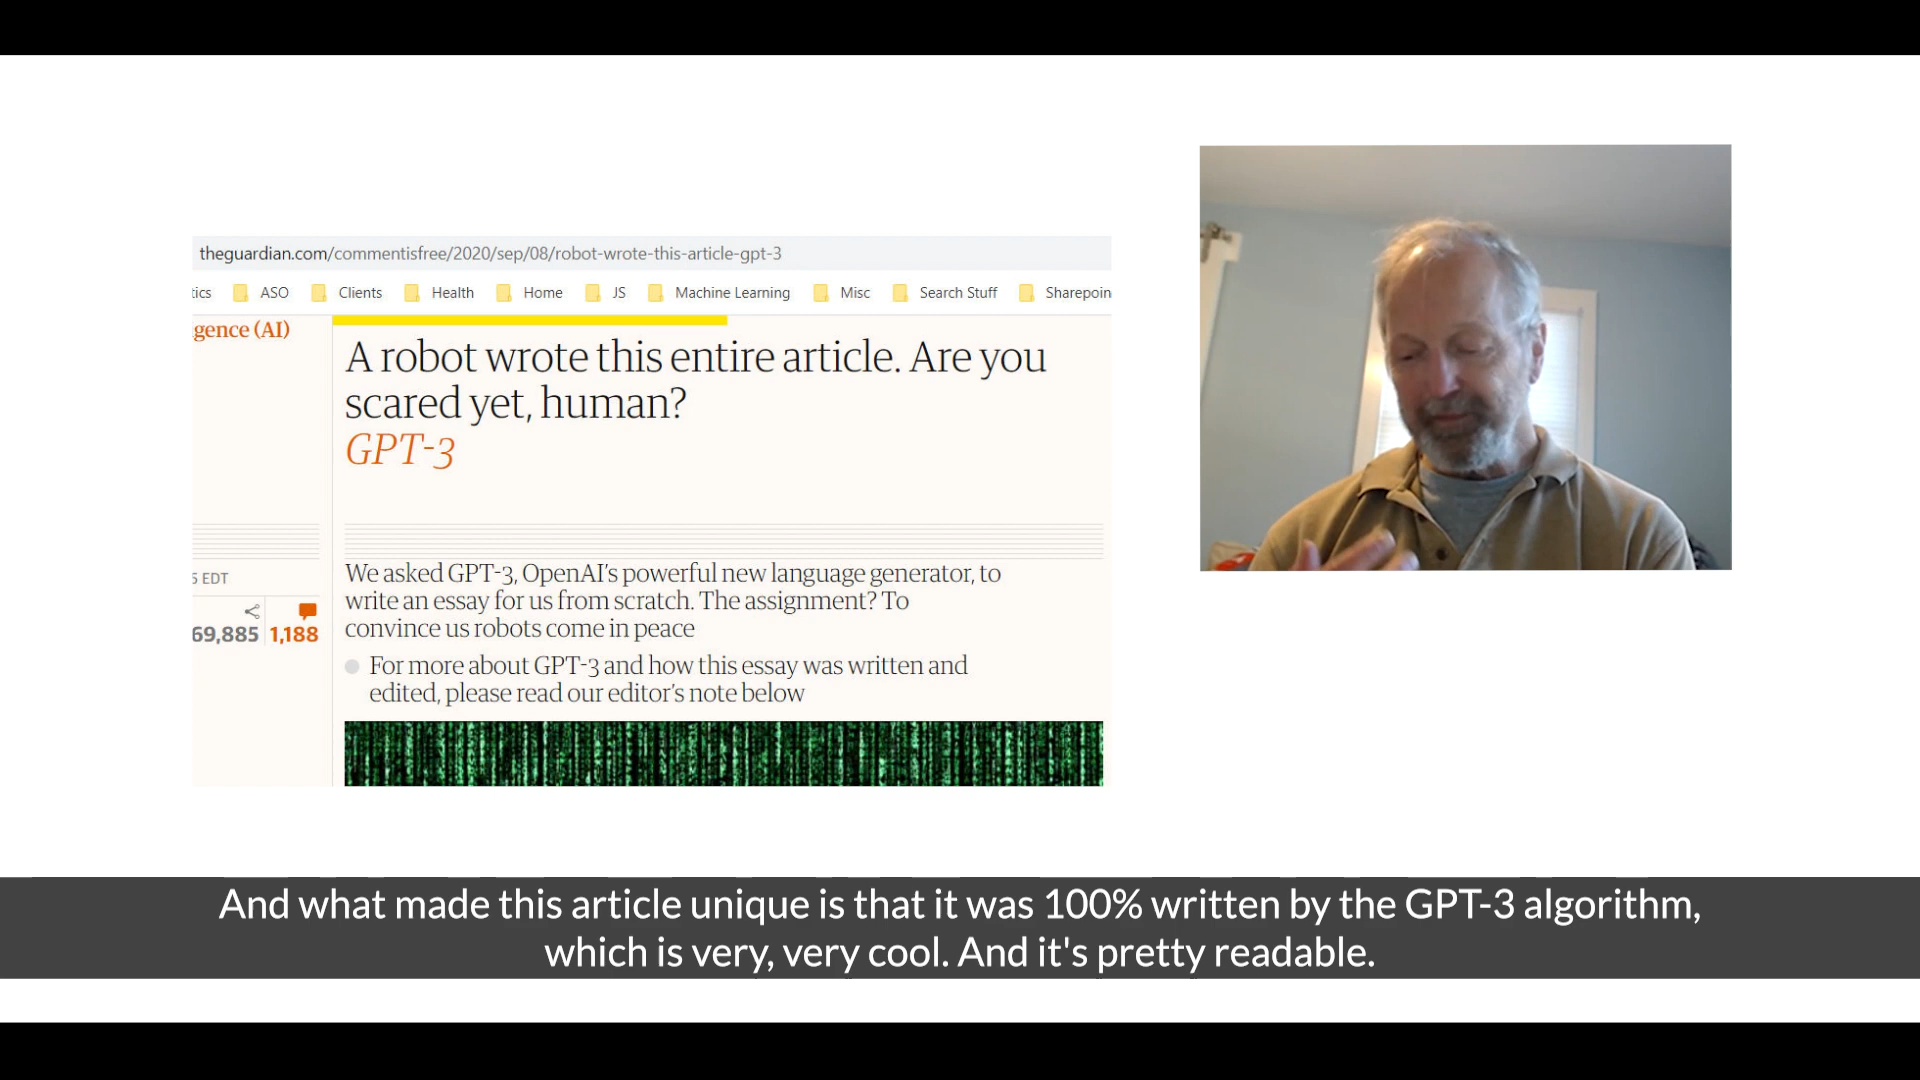 theguardian.com/commentisfree/2020/sep/08/robot-wrote-this-article-gpt-3
tics ASO Clients Health Home JS Machine Learning Misc Search Stuff Sharepoin
gence (AI)
A robot wrote this entire article. Are you
scared yet, human?
GPT-3
5 EDT
69,885 1,188
We asked GPT-3, OpenAI's powerful new language generator, to
write an essay for us from scratch. The assignment? To
convince us robots come in peace
For more about GPT-3 and how this essay was written and
edited, please read our editor's note below
And what made this article unique is that it was 100% written by the GPT-3 algorithm,
which is very, very cool. And it's pretty readable.